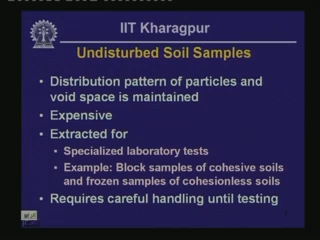 IIT Kharagpur
Undisturbed Soil Samples
• Distribution pattern of particles and
void space is maintained
• Expensive
• Extracted for
• Specialized laboratory tests
• Example: Block samples of cohesive soils
and frozen samples of cohesionless soils
• Requires careful handling until testing